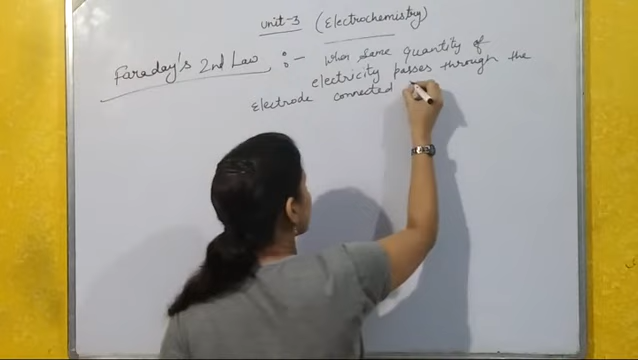 unit-3 (Electrochemistry)
Faraday's 2nd Law :- When same quantity of
electricity passes through the
Electrode connected